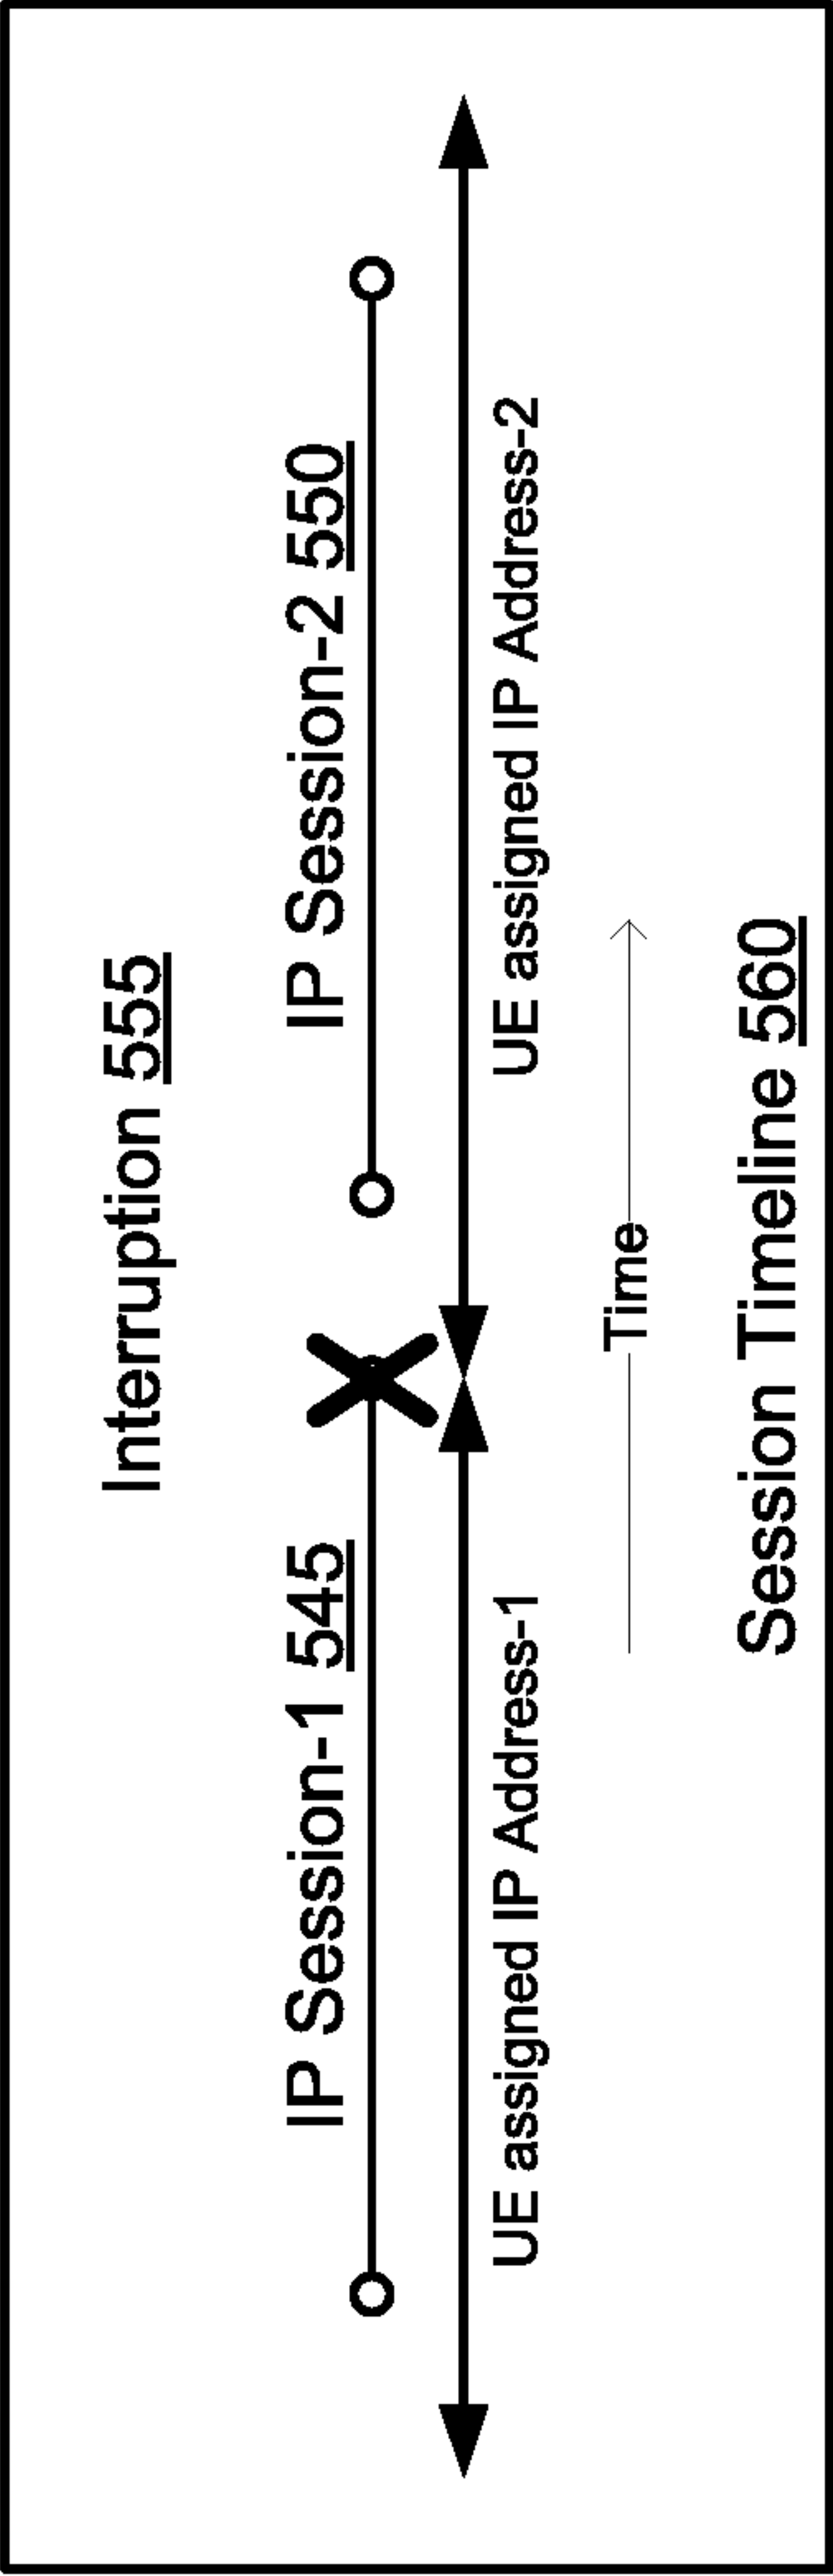 Interruption 555
IP Session-1 545
IP Session-2 550
UE assigned IP Address-1
UE assigned IP Address-2
Time
Session Timeline 560